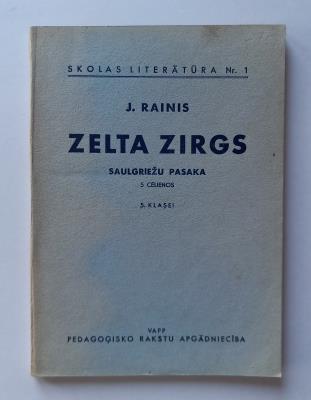 SKOLAS LITERĀTŪRA Nr. 1
J. RAINIS
ZELTA ZIRGS
SAULGRIEŽU PASAKA
5 CĒLIENOS
5. KLASEI
VAPP
PEDAGOĢISKO RAKSTU APGĀDNIECĪBA